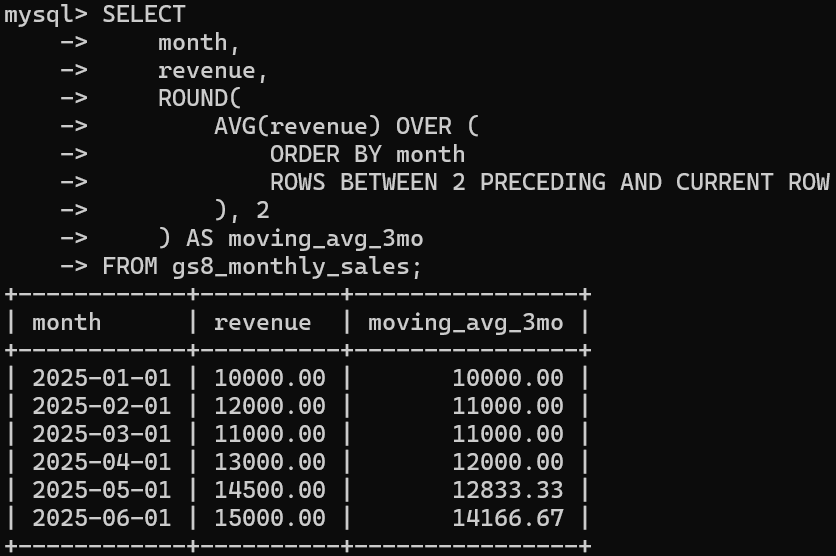 mysql> SELECT
    ->     month,
    ->     revenue,
    ->     ROUND(
    ->         AVG(revenue) OVER (
    ->             ORDER BY month
    ->             ROWS BETWEEN 2 PRECEDING AND CURRENT ROW
    ->         ), 2
    ->     ) AS moving_avg_3mo
    -> FROM gs8_monthly_sales;
+------------+----------+----------------+
| month      | revenue  | moving_avg_3mo |
+------------+----------+----------------+
| 2025-01-01 | 10000.00 |       10000.00 |
| 2025-02-01 | 12000.00 |       11000.00 |
| 2025-03-01 | 11000.00 |       11000.00 |
| 2025-04-01 | 13000.00 |       12000.00 |
| 2025-05-01 | 14500.00 |       12833.33 |
| 2025-06-01 | 15000.00 |       14166.67 |
+------------+----------+----------------+